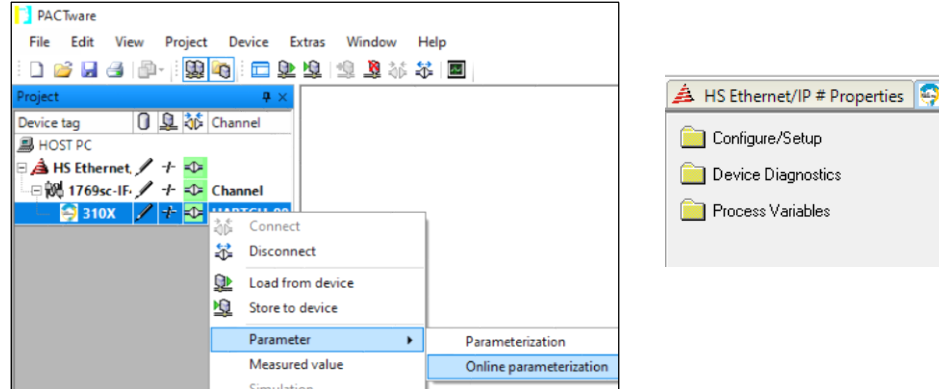 PACTware
File Edit View Project Device Extras Window Help
Project
Device tag Channel
HOST PC
HS Ethernet,
1769sc-IF- Channel
310X
Connect
Disconnect
Load from device
Store to device
Parameter
Measured value
Simulation
Parameterization
Online parameterization
HS Ethernet/IP # Properties
Configure/Setup
Device Diagnostics
Process Variables